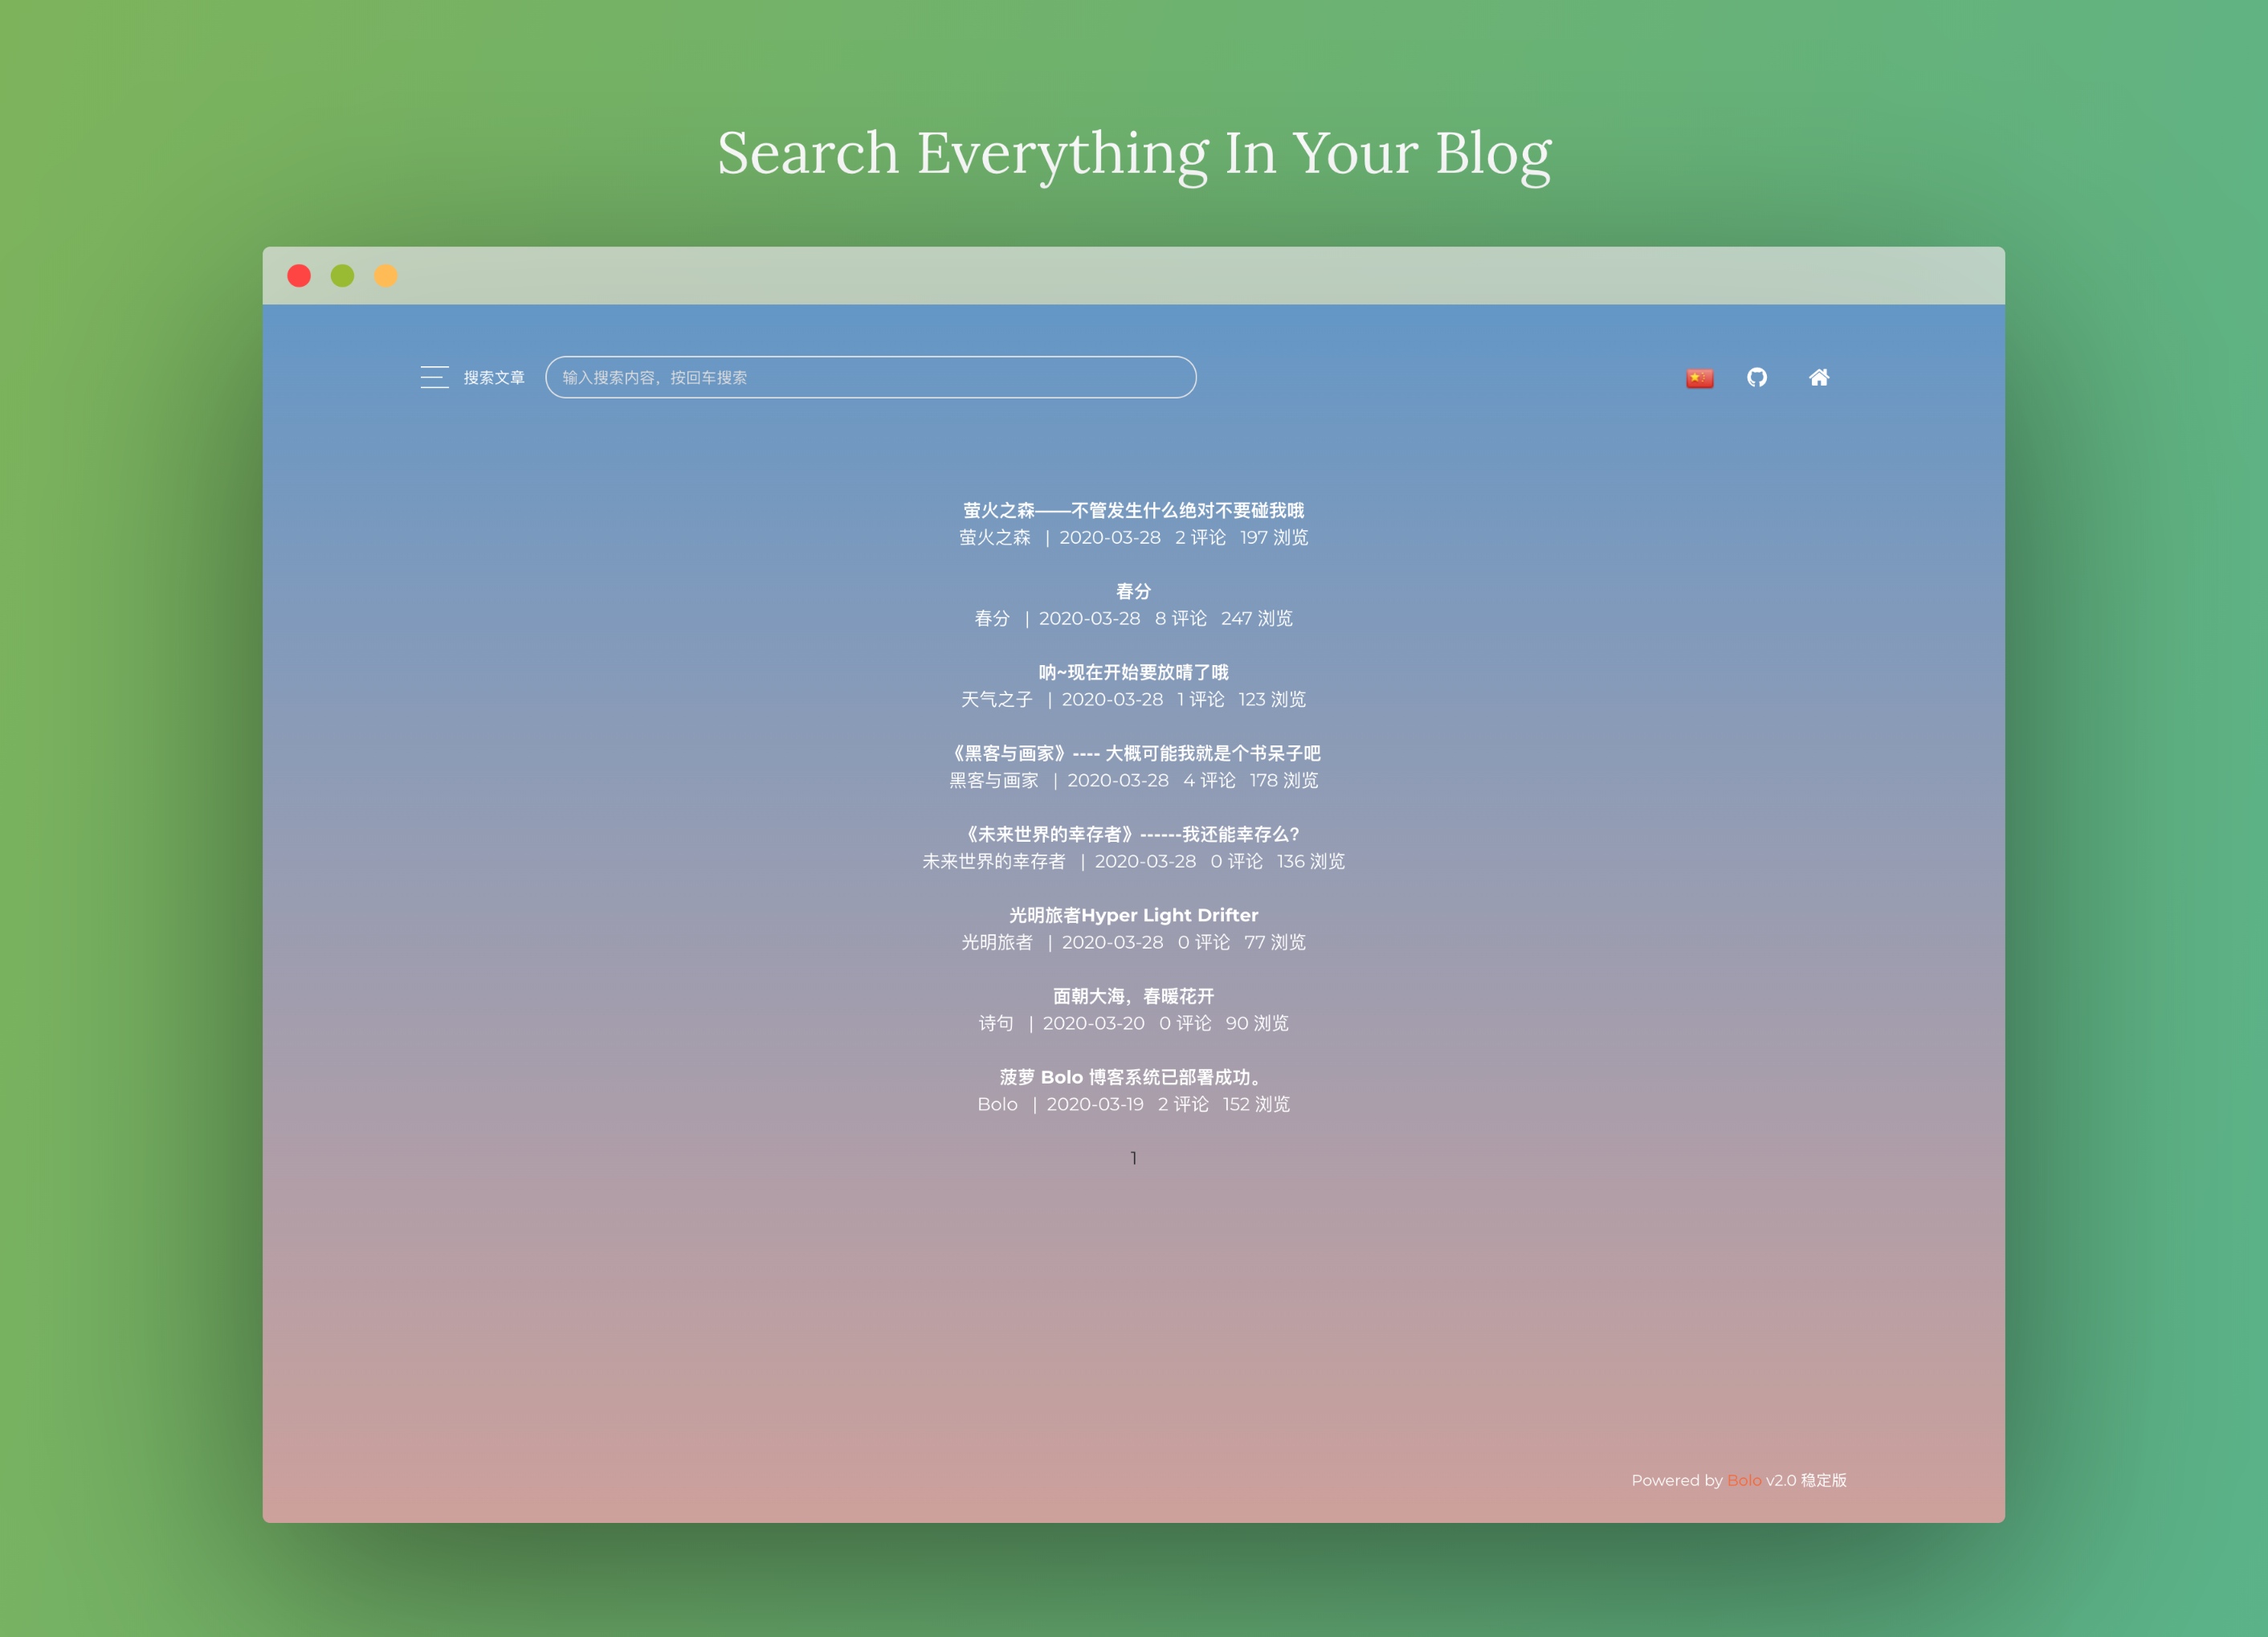 Search Everything In Your Blog
搜索文章 输入搜索内容，按回车搜索
萤火之森——不管发生什么绝对不要碰我哦
萤火之森 | 2020-03-28 2 评论 197 浏览
春分
春分 | 2020-03-28 8 评论 247 浏览
呐~现在开始要放晴了哦
天气之子 | 2020-03-28 1 评论 123 浏览
《黑客与画家》---- 大概可能我就是个书呆子吧
黑客与画家 | 2020-03-28 4 评论 178 浏览
《未来世界的幸存者》------我还能幸存么?
未来世界的幸存者 | 2020-03-28 0 评论 136 浏览
光明旅者Hyper Light Drifter
光明旅者 | 2020-03-28 0 评论 77 浏览
面朝大海，春暖花开
诗句 | 2020-03-20 0 评论 90 浏览
菠萝 Bolo 博客系统已部署成功。
Bolo | 2020-03-19 2 评论 152 浏览
1
Powered by Bolo v2.0 稳定版